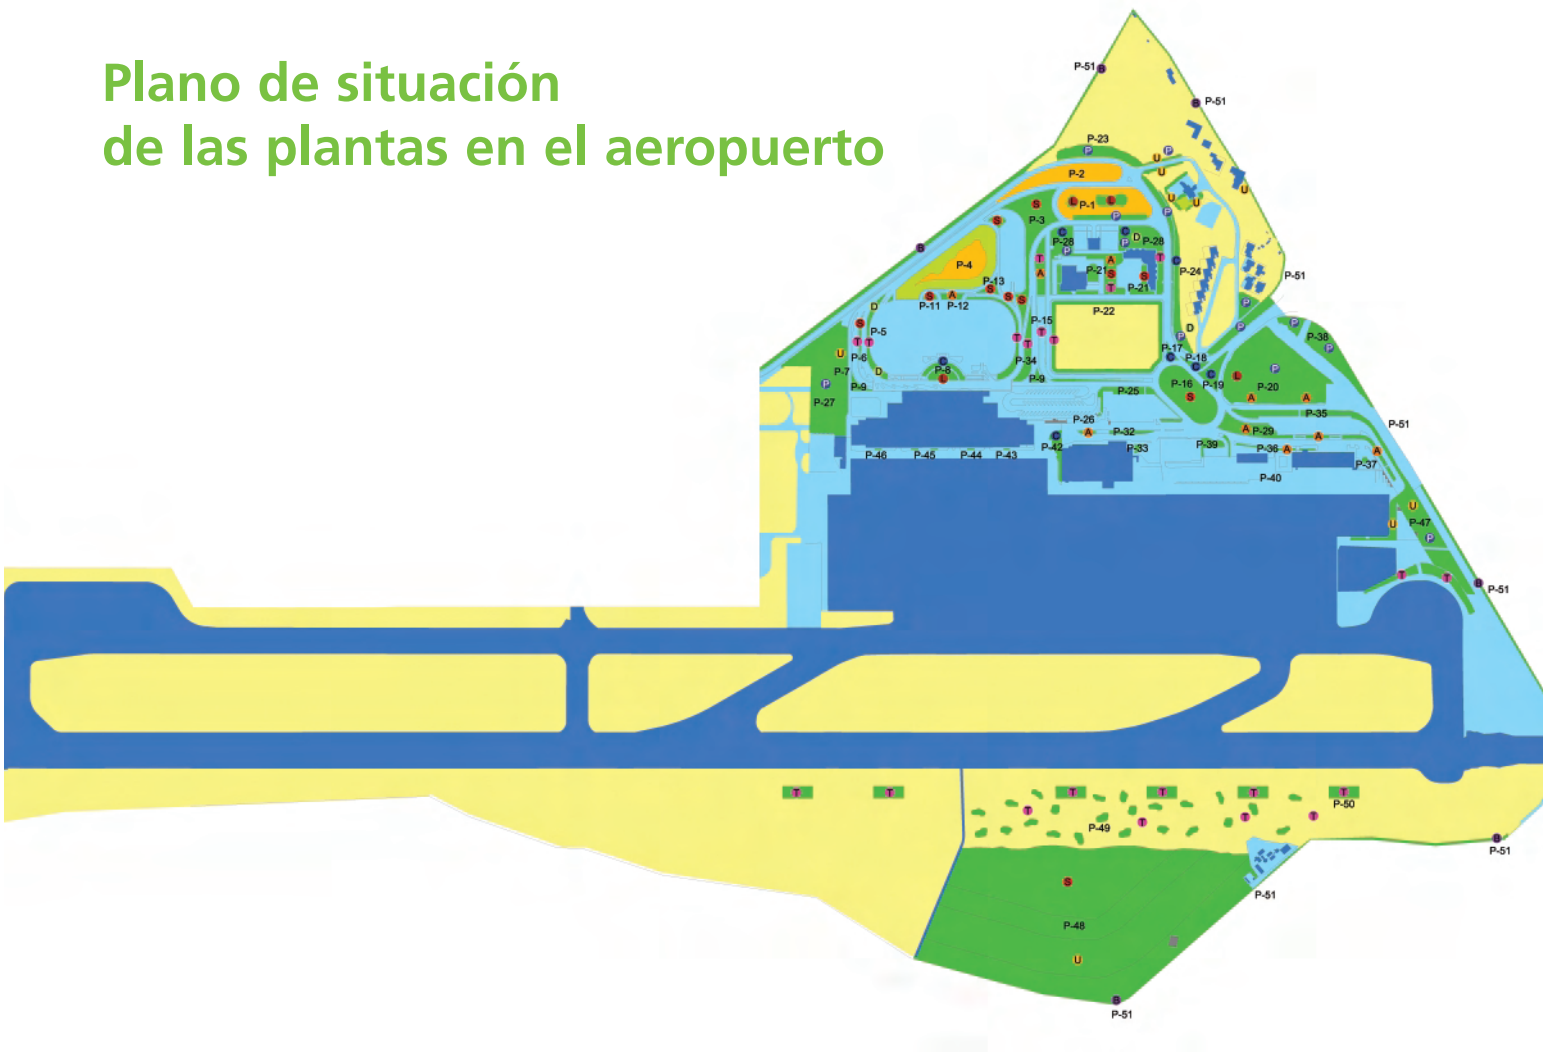 Plano de situación
de las plantas en el aeropuerto
P-51 B
B P-51
P-23
P
P
U
U
P-2
U
U
U
L
P-1
L
P
P
S
P-3
S
B
C
P-28
P
C
P
D
P-28
P-4
T
A
A
P-21
S
T
S
P-21
T
C
P-24
P-51
P-13
S
S
P-11
A
P-12
S
S
D
P-22
P
S
P-5
T
T
P-6
U
P-7
P-15
T
T
T
T
P-34
D
P
P-17
C
P-18
C
C
P-19
P
P
P-38
P
C
P-8
L
D
P-9
P-9
P
P-27
P-25
P-16
S
L
P
P-20
A
A
P-35
P-26
A
P-32
A
P-29
A
P-51
C
P-42
P-33
P-39
P-36
A
A
P-37
P-46
P-45
P-44
P-43
P-40
U
U
P-47
P
T
T
B
P-51
T
T
T
T
T
T
P-50
T
T
T
T
P-49
B
P-51
S
P-51
P-48
U
B
P-51